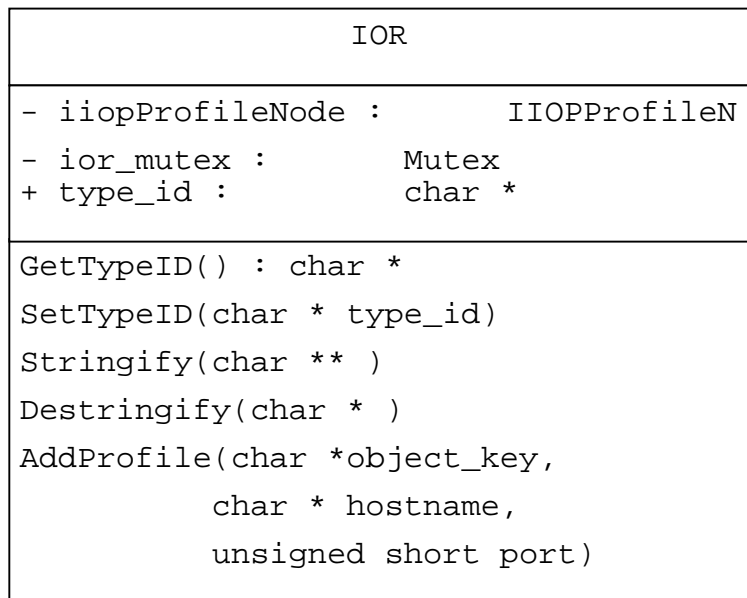 IOR
- iiopProfileNode : IIOPProfileN
- ior_mutex : Mutex
+ type_id : char *
GetTypeID() : char *
SetTypeID(char * type_id)
Stringify(char ** )
Destringify(char * )
AddProfile(char *object_key,
char * hostname,
unsigned short port)